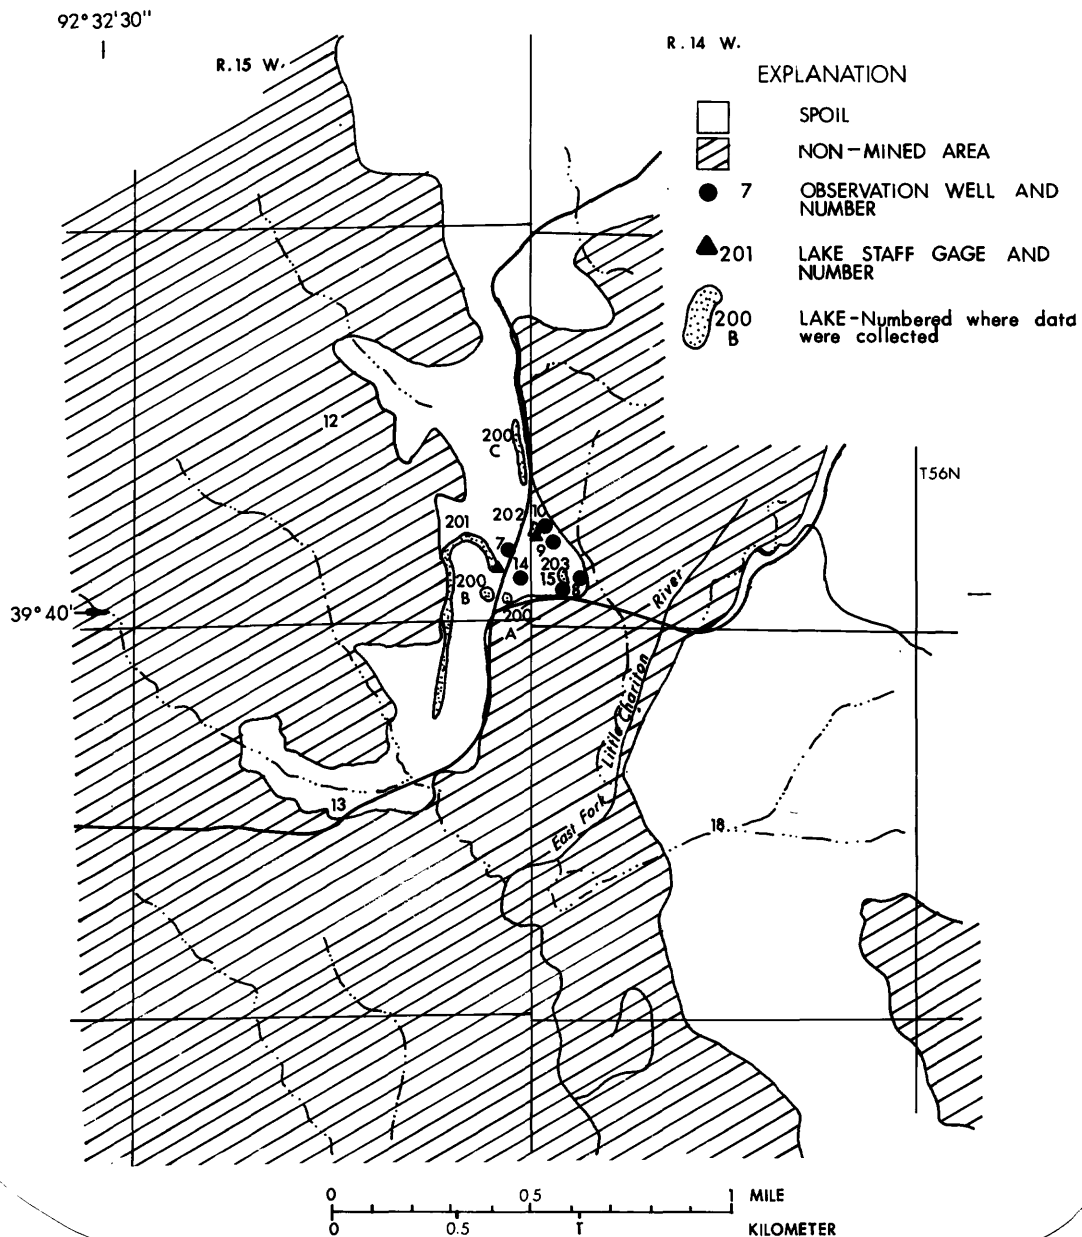 92°32'30"
R.15 W.
R.14 W.
EXPLANATION
SPOIL
NON-MINED AREA
7 OBSERVATION WELL AND
NUMBER
201 LAKE STAFF GAGE AND
NUMBER
200
B
LAKE-Numbered where data
were collected
12
200
C
T56N
202
10
201
7
9
14
203
15
8
200
B
200
A
39°40'
River
Little Chariton
East Fork
13
18
0 0.5 1 MILE
0 0.5 1 KILOMETER